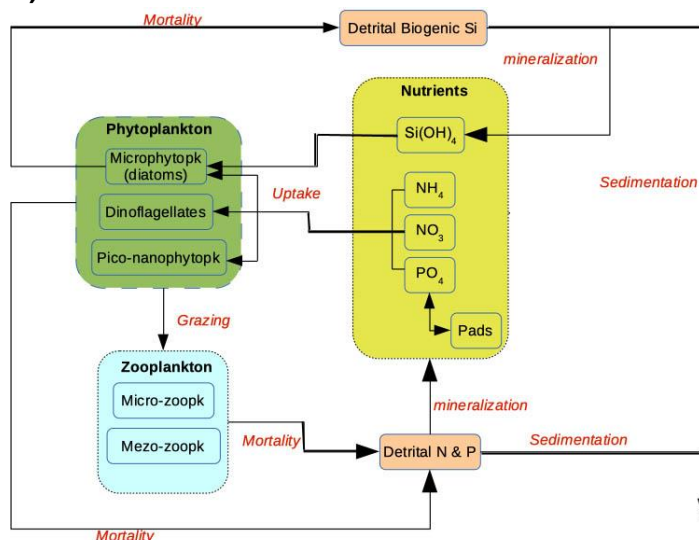 Mortality
Detrital Biogenic Si
mineralization
Nutrients
Phytoplankton
Si(OH)4
Microphytopk
(diatoms)
Sedimentation
Uptake
NH4
Dinoflagellates
NO3
Pico-nanophytopk
PO4
Grazing
Pads
Zooplankton
Micro-zoopk
mineralization
Mezo-zoopk
Mortality
Detrital N & P
Sedimentation
Mortality